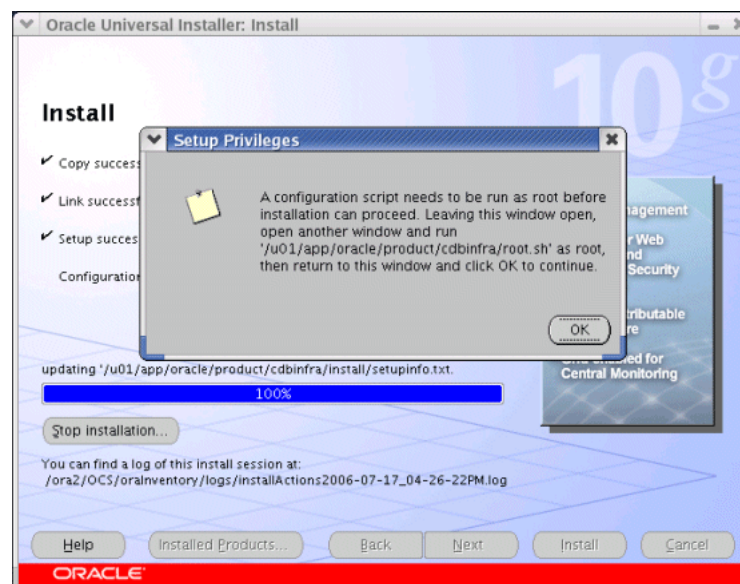 Oracle Universal Installer: Install
10g
Install
Setup Privileges
Copy success
Link successf
Setup succes
Configuration
A configuration script needs to be run as root before
installation can proceed. Leaving this window open,
open another window and run
'/u01/app/oracle/product/cdbinfra/root.sh' as root,
then return to this window and click OK to continue.
OK
agement
r Web
nd
Security
tributable
re
Central Monitoring
updating '/u01/app/oracle/product/cdbinfra/install/setupinfo.txt.
100%
Stop installation...
You can find a log of this install session at:
/ora2/OCS/oraInventory/logs/installActions2006-07-17_04-26-22PM.log
Help
Installed Products...
Back
Next
Install
Cancel
ORACLE